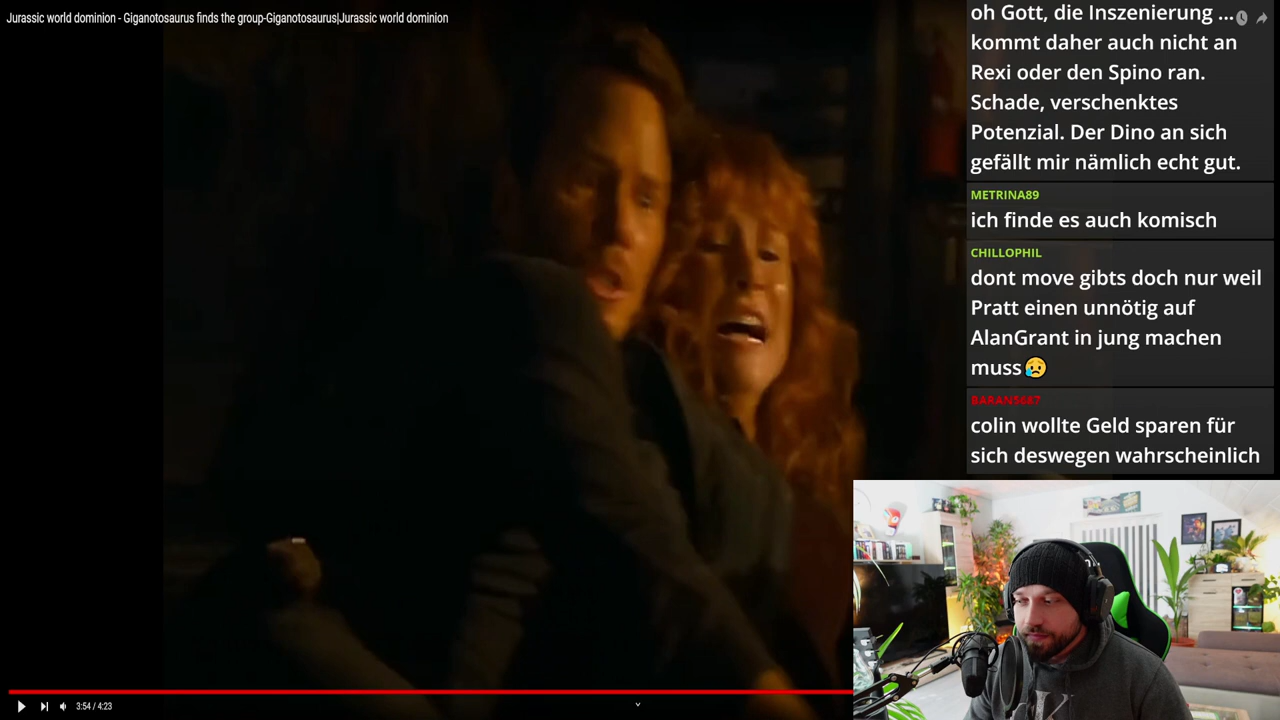 Jurassic world dominion - Giganotosaurus finds the group-Giganotosaurus|Jurassic world dominion
oh Gott, die Inszenierung ...
kommt daher auch nicht an
Rexi oder den Spino ran.
Schade, verschenktes
Potenzial. Der Dino an sich
gefällt mir nämlich echt gut.
METRINA89
ich finde es auch komisch
CHILLOPHIL
dont move gibts doch nur weil
Pratt einen unnötig auf
AlanGrant in jung machen
muss😥
BARAN5687
colin wollte Geld sparen für
sich deswegen wahrscheinlich
3:54 / 4:23